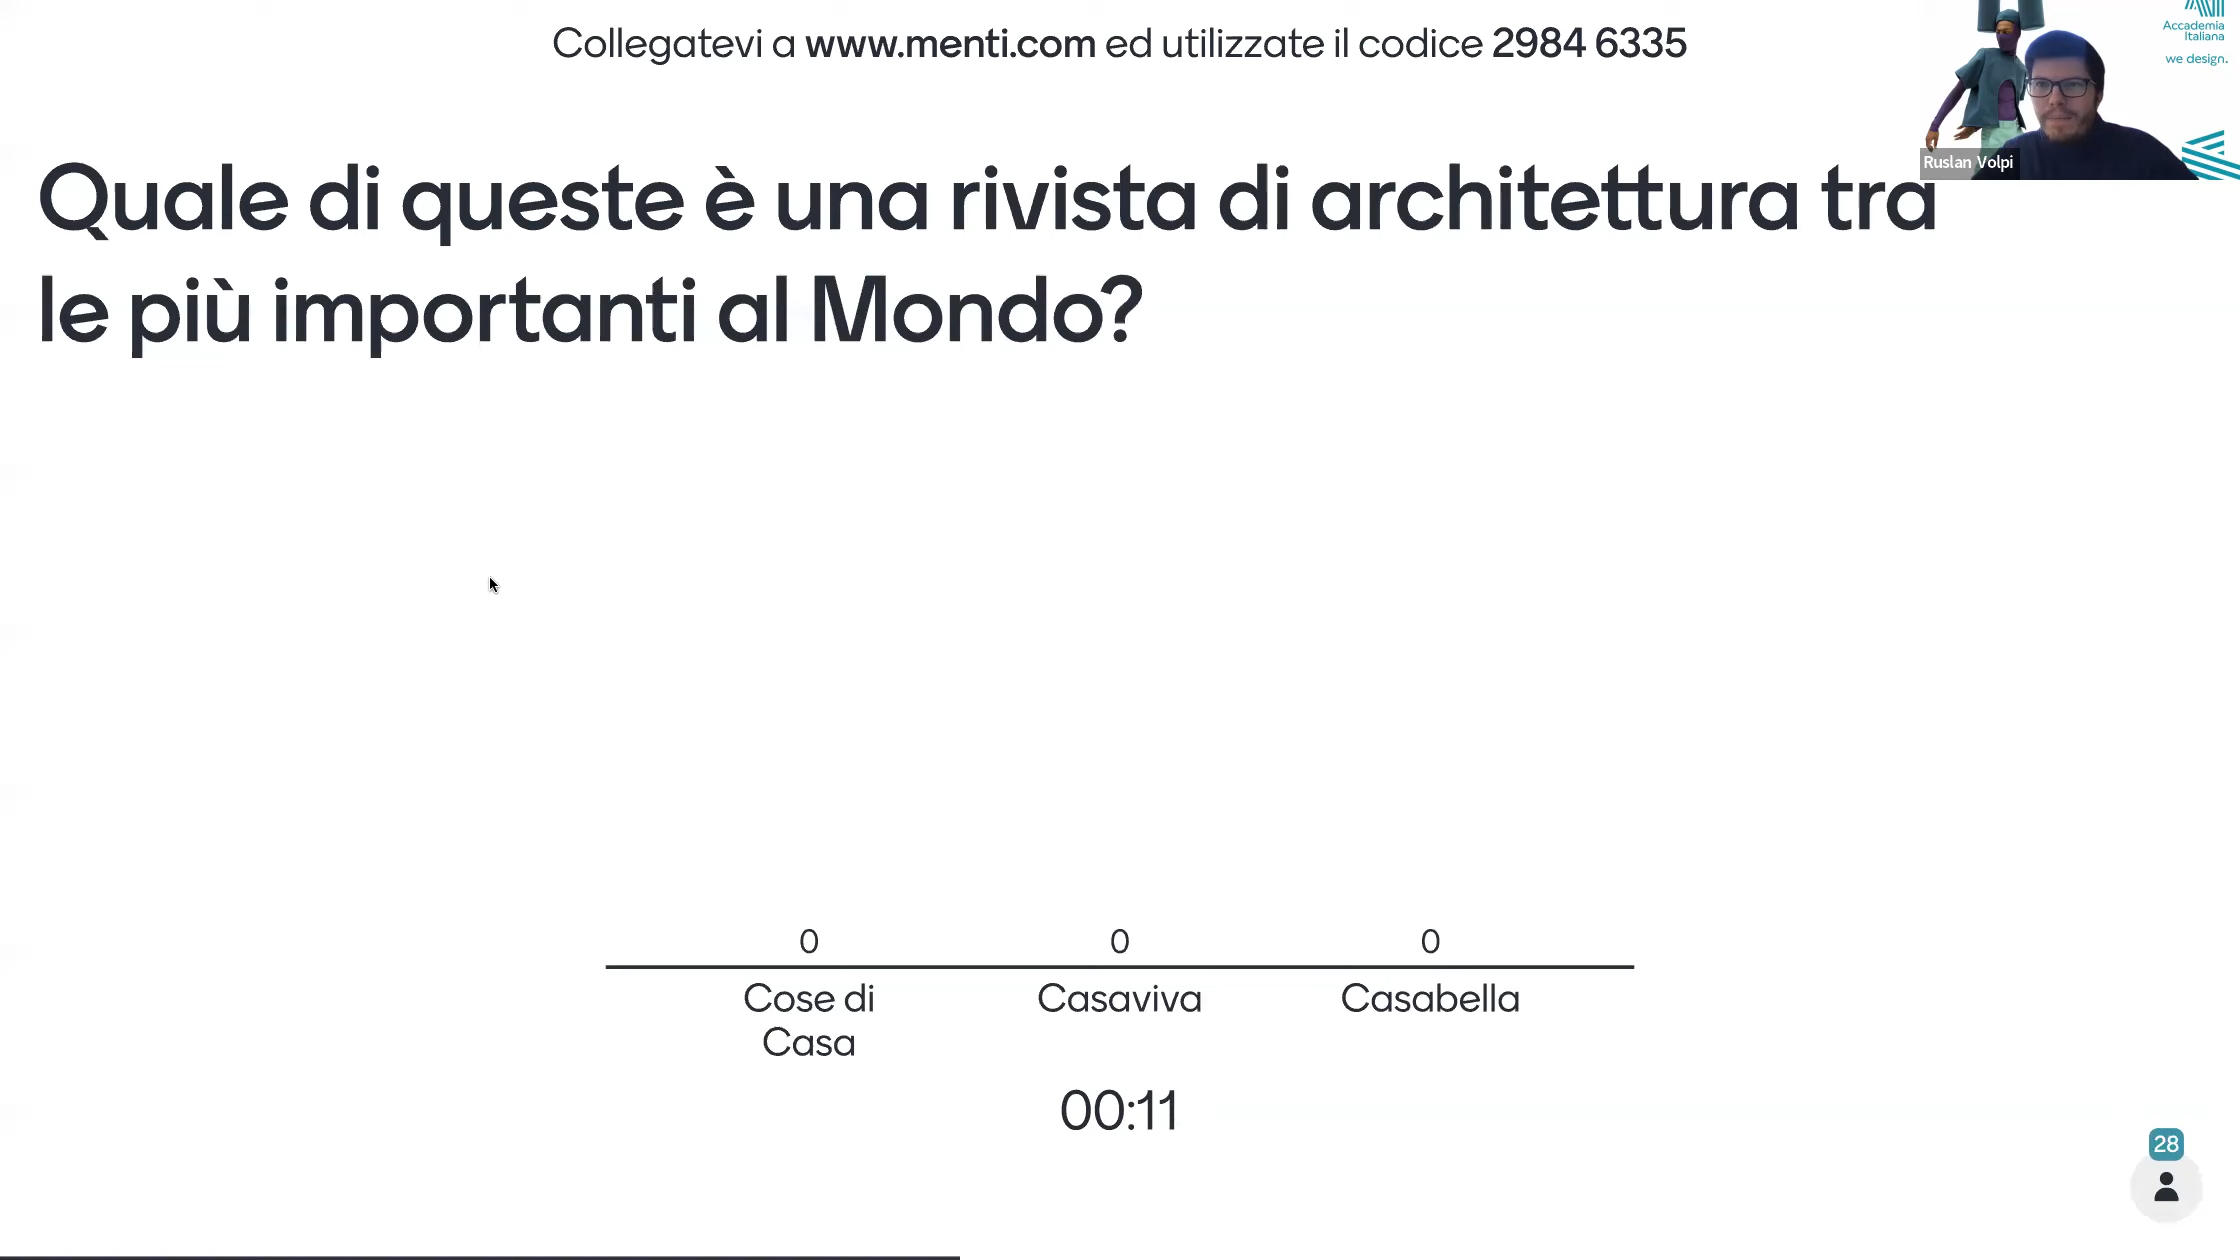 Collegatevi a www.menti.com ed utilizzate il codice 2984 6335
Accademia
Italiana
we design.
Ruslan Volpi
Quale di queste è una rivista di architettura tra
le più importanti al Mondo?
0
0
0
Cose di
Casa
Casaviva
Casabella
00:11
28